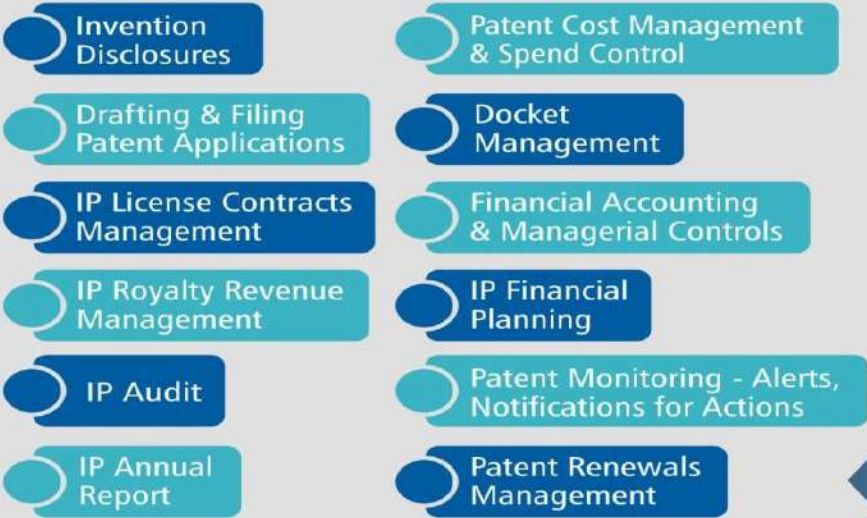 Invention
Disclosures
Drafting & Filing
Patent Applications
IP License Contracts
Management
IP Royalty Revenue
Management
IP Audit
IP Annual
Report
Patent Cost Management
& Spend Control
Docket
Management
Financial Accounting
& Managerial Controls
IP Financial
Planning
Patent Monitoring - Alerts,
Notifications for Actions
Patent Renewals
Management